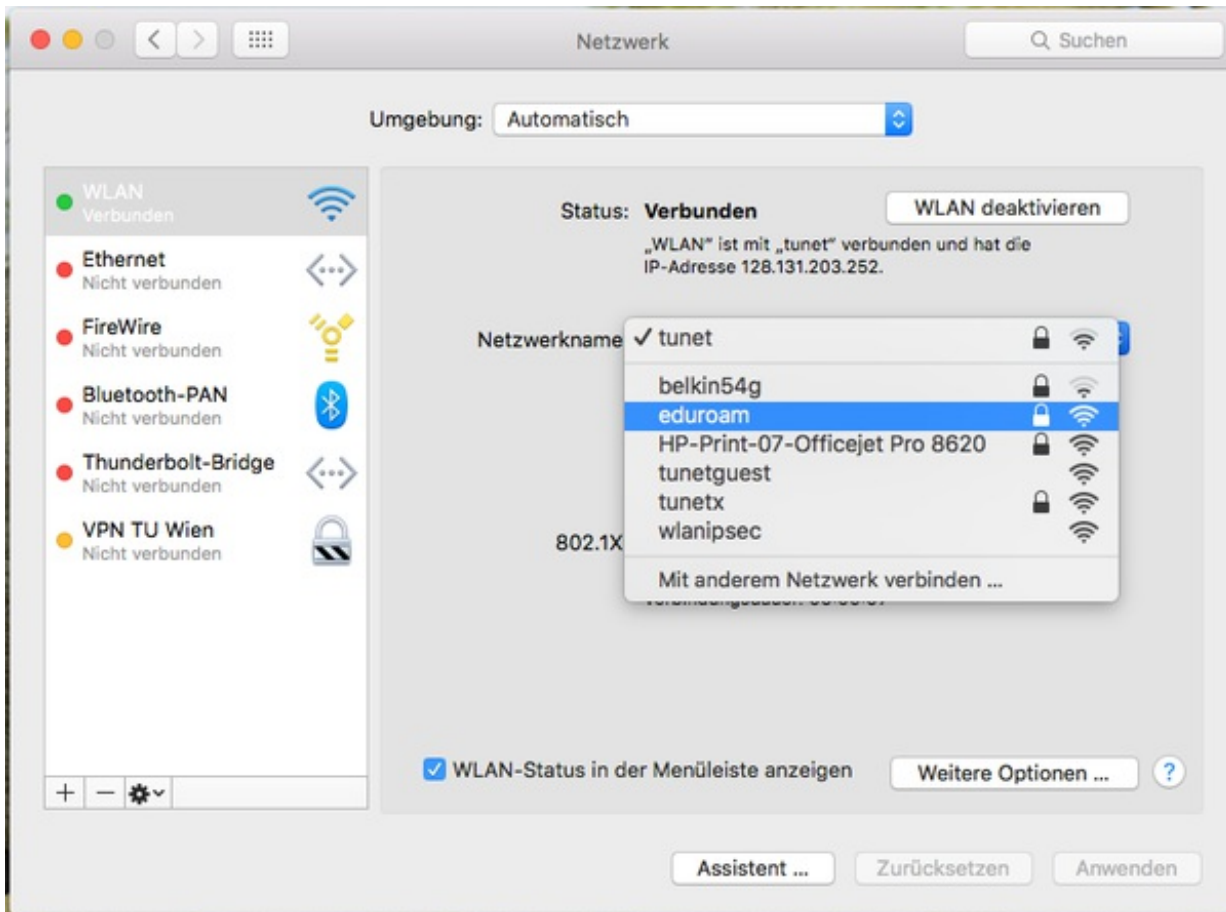 Netzwerk
Suchen
Umgebung: Automatisch
WLAN
Verbunden
Ethernet
Nicht verbunden
FireWire
Nicht verbunden
Bluetooth-PAN
Nicht verbunden
Thunderbolt-Bridge
Nicht verbunden
VPN TU Wien
Nicht verbunden
Status: Verbunden
WLAN deaktivieren
„WLAN“ ist mit „tunet“ verbunden und hat die
IP-Adresse 128.131.203.252.
Netzwerkname
tunet
belkin54g
eduroam
HP-Print-07-Officejet Pro 8620
tunetguest
tunetx
wlanipsec
802.1X
Mit anderem Netzwerk verbinden ...
WLAN-Status in der Menüleiste anzeigen
Weitere Optionen ...
?
Assistent ...
Zurücksetzen
Anwenden